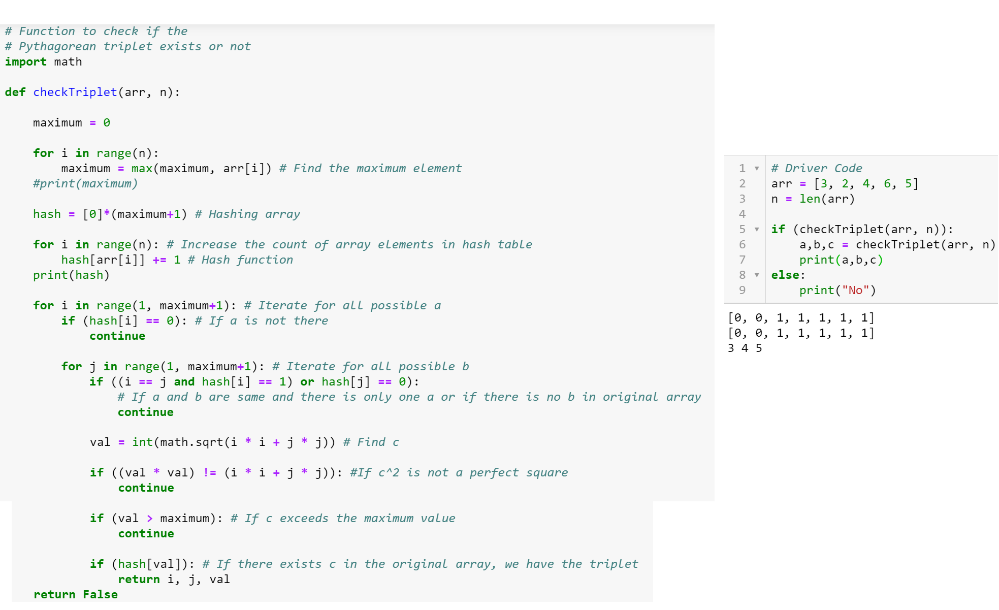 # Function to check if the
# Pythagorean triplet exists or not
import math
def checkTriplet(arr, n):
    maximum = 0
    for i in range(n):
        maximum = max(maximum, arr[i]) # Find the maximum element
    #print(maximum)
    hash = [0]*(maximum+1) # Hashing array
    for i in range(n): # Increase the count of array elements in hash table
        hash[arr[i]] += 1 # Hash function
    print(hash)
    for i in range(1, maximum+1): # Iterate for all possible a
        if (hash[i] == 0): # If a is not there
            continue
        for j in range(1, maximum+1): # Iterate for all possible b
            if ((i == j and hash[i] == 1) or hash[j] == 0):
                # If a and b are same and there is only one a or if there is no b in original array
                continue
            val = int(math.sqrt(i * i + j * j)) # Find c
            if ((val * val) != (i * i + j * j)): #If c^2 is not a perfect square
                continue
            if (val > maximum): # If c exceeds the maximum value
                continue
            if (hash[val]): # If there exists c in the original array, we have the triplet
                return i, j, val
    return False
1 # Driver Code
2 arr = [3, 2, 4, 6, 5]
3 n = len(arr)
4
5 if (checkTriplet(arr, n)):
6     a,b,c = checkTriplet(arr, n)
7     print(a,b,c)
8 else:
9     print("No")
[0, 0, 1, 1, 1, 1, 1]
[0, 0, 1, 1, 1, 1, 1]
3 4 5